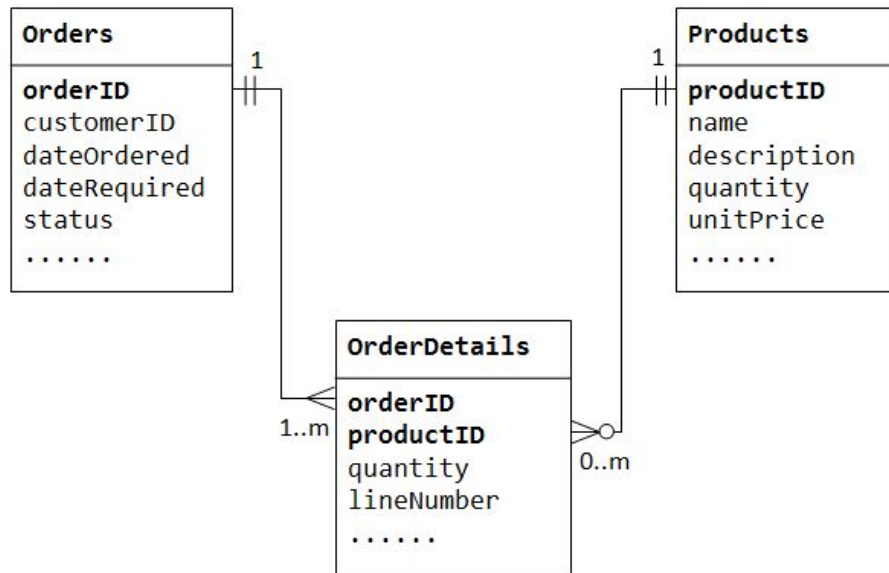 Orders
orderID
customerID
dateOrdered
dateRequired
status
......
1
Products
productID
name
description
quantity
unitPrice
......
1
OrderDetails
orderID
productID
quantity
lineNumber
......
1..m
0..m